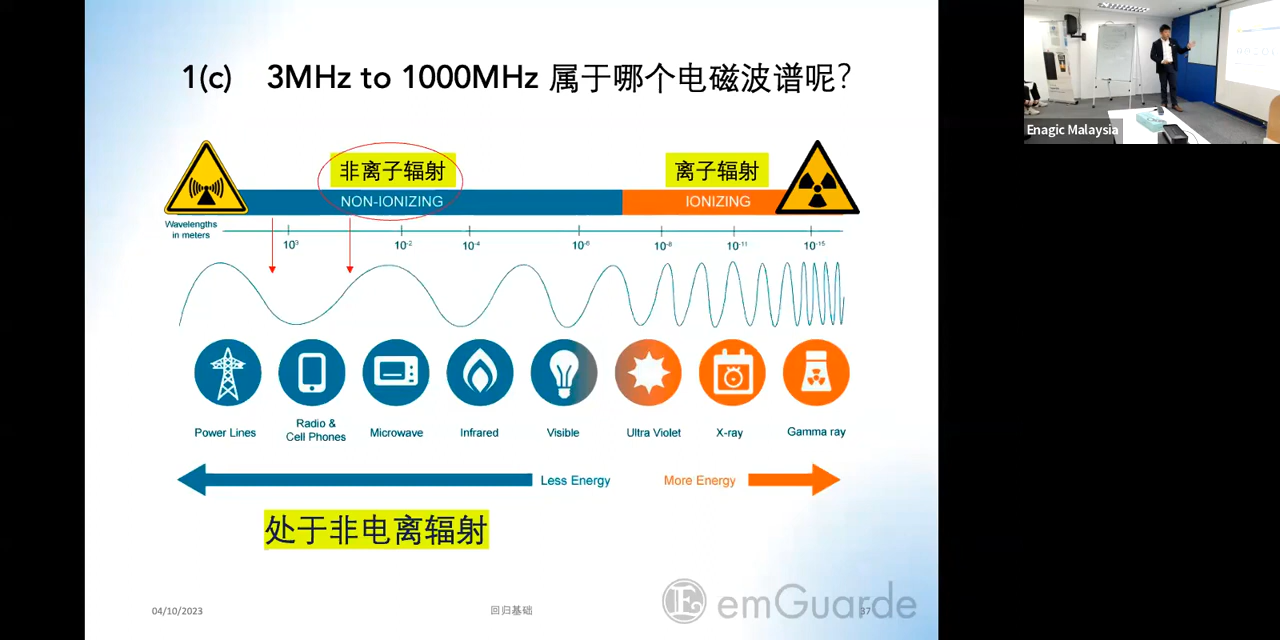 1(c) 3MHz to 1000MHz 属于哪个电磁波谱呢?
Enagic Malaysia
非离子辐射
离子辐射
NON-IONIZING
IONIZING
Wavelengths
in meters
10³
10⁻²
10⁻⁴
10⁻⁶
10⁻⁸
10⁻¹¹
10⁻¹⁵
Power Lines
Radio &
Cell Phones
Microwave
Infrared
Visible
Ultra Violet
X-ray
Gamma ray
Less Energy
More Energy
处于非电离辐射
04/10/2023
回归基础
emGuarde
37